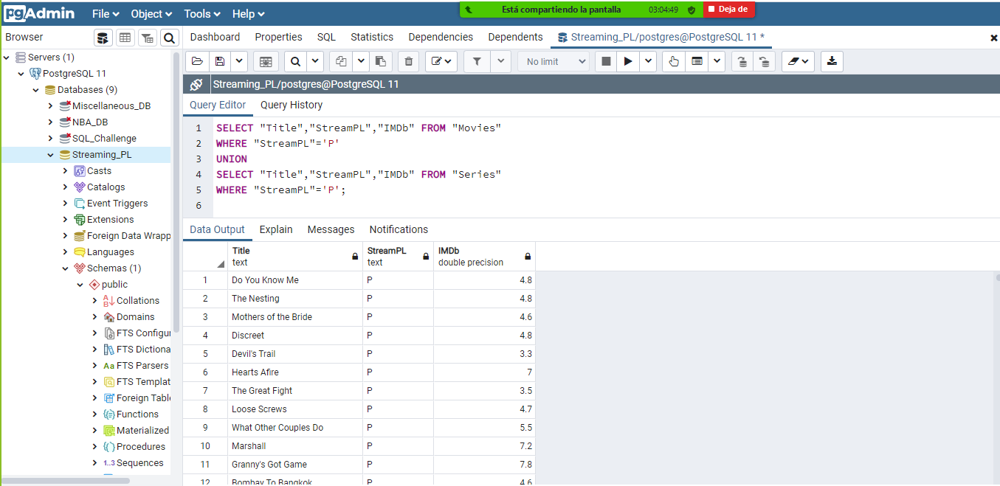 pgAdmin File Object Tools Help
Está compartiendo la pantalla 03:04:49 Deja de
Browser
Dashboard Properties SQL Statistics Dependencies Dependents Streaming_PL/postgres@PostgreSQL 11 *
No limit
Streaming_PL/postgres@PostgreSQL 11
Servers (1)
PostgreSQL 11
Databases (9)
Miscellaneous_DB
NBA_DB
SQL_Challenge
Streaming_PL
Casts
Catalogs
Event Triggers
Extensions
Foreign Data Wrapp
Languages
Schemas (1)
public
Collations
Domains
FTS Configur
FTS Dictiona
Aa FTS Parsers
FTS Templat
Foreign Table
Functions
Materialized
Procedures
1..3 Sequences
Query Editor Query History
1 SELECT "Title","StreamPL","IMDb" FROM "Movies"
2 WHERE "StreamPL"='P'
3 UNION
4 SELECT "Title","StreamPL","IMDb" FROM "Series"
5 WHERE "StreamPL"='P';
6
Data Output Explain Messages Notifications
Title StreamPL IMDb
text text double precision
1 Do You Know Me P 4.8
2 The Nesting P 4.8
3 Mothers of the Bride P 4.6
4 Discreet P 4.8
5 Devil's Trail P 3.3
6 Hearts Afire P 7
7 The Great Fight P 3.5
8 Loose Screws P 4.7
9 What Other Couples Do P 5.5
10 Marshall P 7.2
11 Granny's Got Game P 7.8
12 Bombay To Bangkok P 4.6